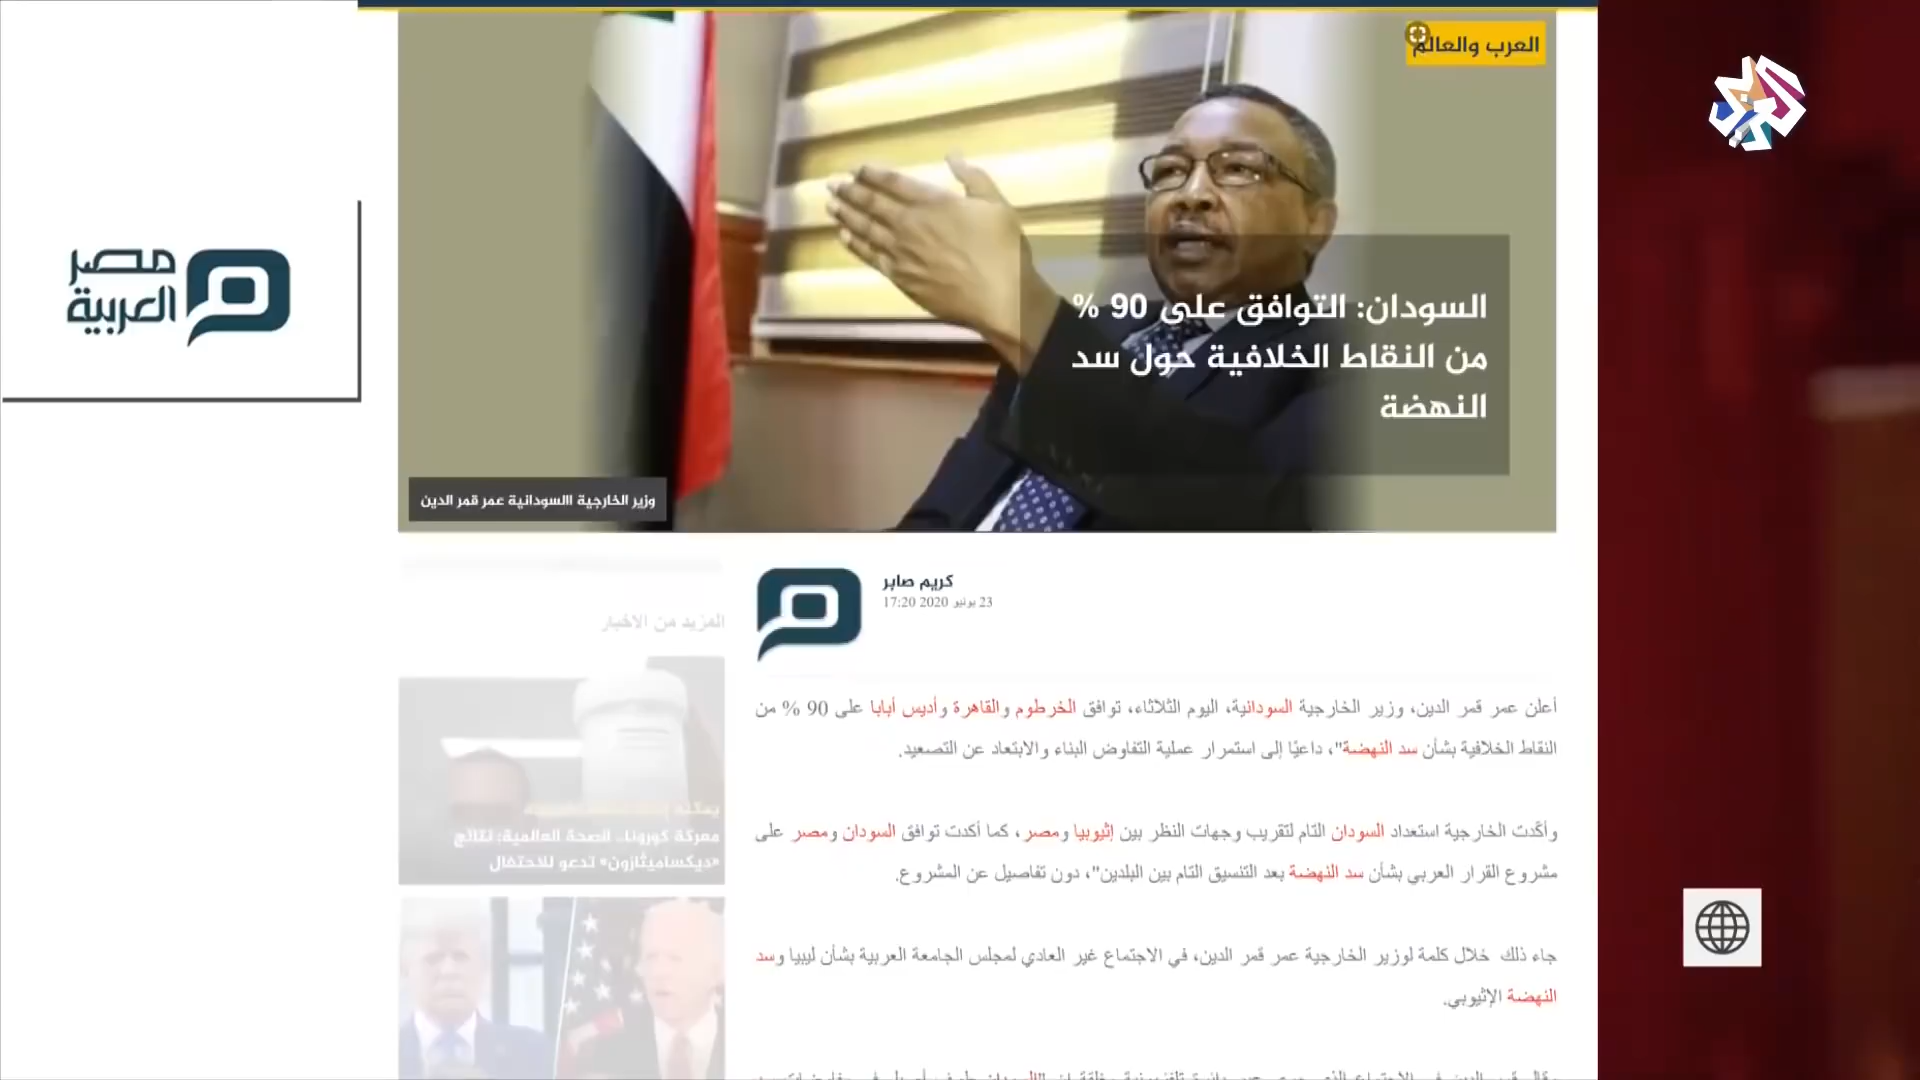 العرب والعالم
مصر
العربية
السودان: التوافق على 90 %
من النقاط الخلافية حول سد
النهضة
وزير الخارجية االسودانية عمر قمر الدين
كريم صابر
23 يونيو 2020 17:20
أعلن عمر قمر الدين، وزير الخارجية السودانية، اليوم الثلاثاء، توافق الخرطوم والقاهرة وأديس أبابا على 90 % من
النقاط الخلافية بشأن سد النهضة"، داعيًا إلى استمرار عملية التفاوض البناء والابتعاد عن التصعيد.
وأكّدت الخارجية استعداد السودان التام لتقريب وجهات النظر بين إثيوبيا ومصر، كما أكدت توافق السودان ومصر على
مشروع القرار العربي بشأن سد النهضة بعد التنسيق التام بين البلدين"، دون تفاصيل عن المشروع.
جاء ذلك خلال كلمة لوزير الخارجية عمر قمر الدين، في الاجتماع غير العادي لمجلس الجامعة العربية بشأن ليبيا وسد
النهضة الإثيوبي.
المزيد من الاخبار
معركة كورونا.. الصحة العالمية: نتائج
«ديكساميثازون» تدعو للاحتفال